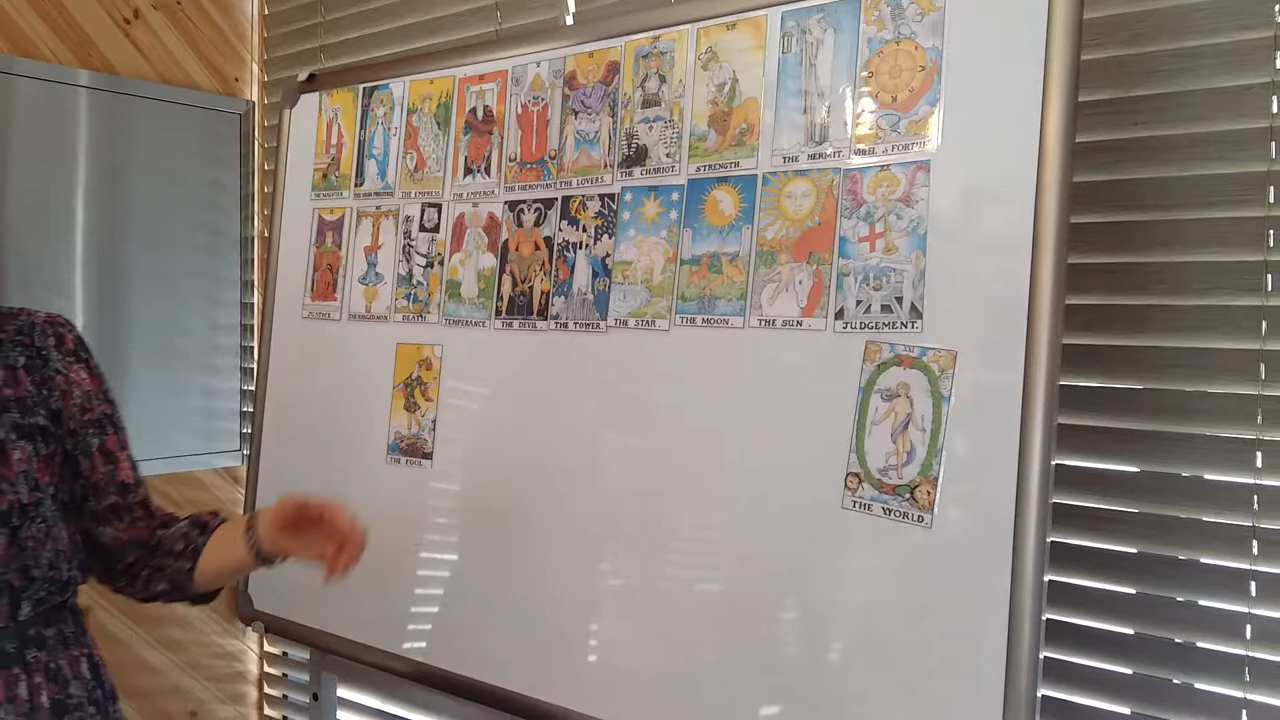 THE MAGICIAN
THE HIGH PRIESTESS
THE EMPRESS
THE EMPEROR
THE HIEROPHANT
THE LOVERS.
THE CHARIOT.
STRENGTH.
THE HERMIT.
WHEEL of FORTUNE
JUSTICE.
THE HANGED MAN
DEATH.
TEMPERANCE.
THE DEVIL.
THE TOWER.
THE STAR.
THE MOON.
THE SUN.
JUDGEMENT.
THE FOOL.
XXI
THE WORLD.